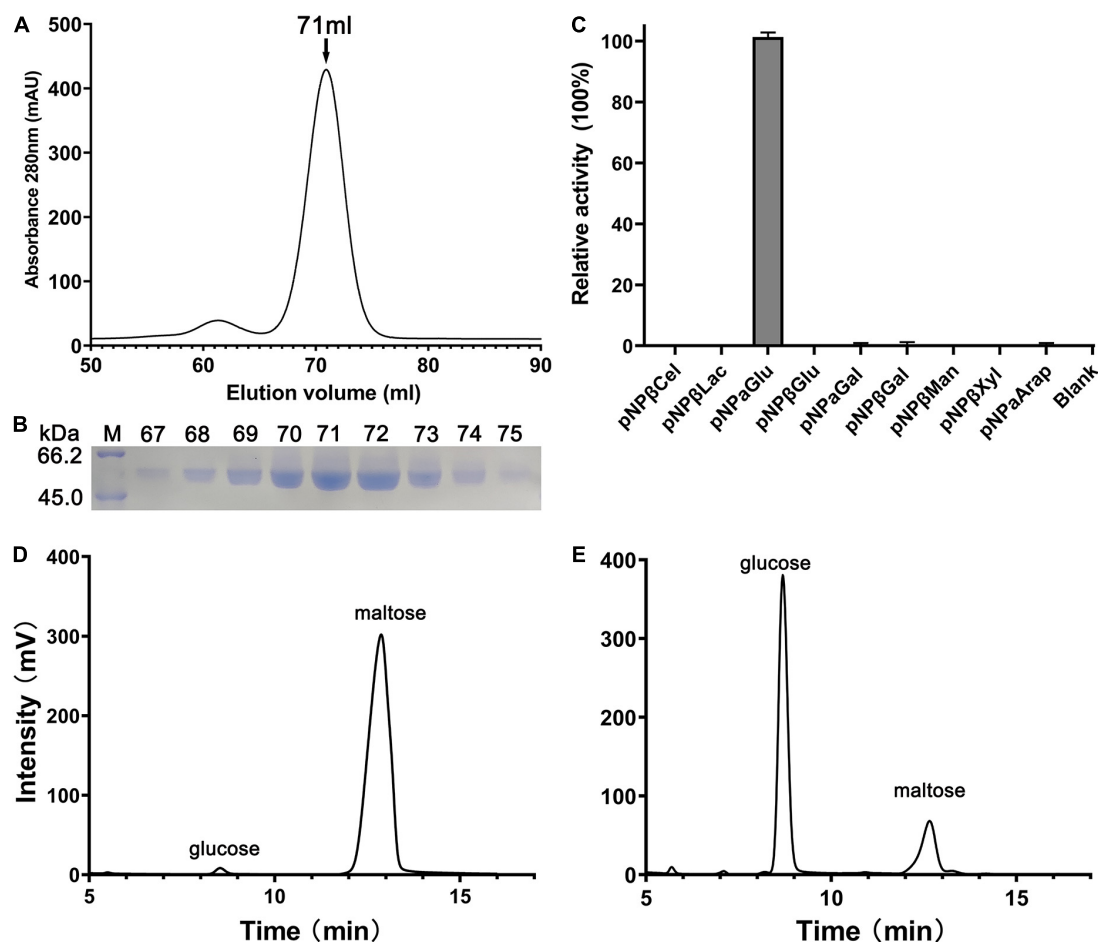 A
500
400
300
200
100
0
Absorbance 280nm (mAU)
71ml
50 60 70 80 90
Elution volume (ml)
B
kDa M 67 68 69 70 71 72 73 74 75
66.2
45.0
C
100
80
60
40
20
0
Relative activity (100%)
pNPβCel
pNPβLac
pNPaGlu
pNPβGlu
pNPaGal
pNPβGal
pNPβMan
pNPβXyl
pNPaArap
Blank
D
400
300
200
100
0
Intensity (mV)
glucose
maltose
5 10 15
Time (min)
E
400
300
200
100
0
glucose
maltose
5 10 15
Time (min)